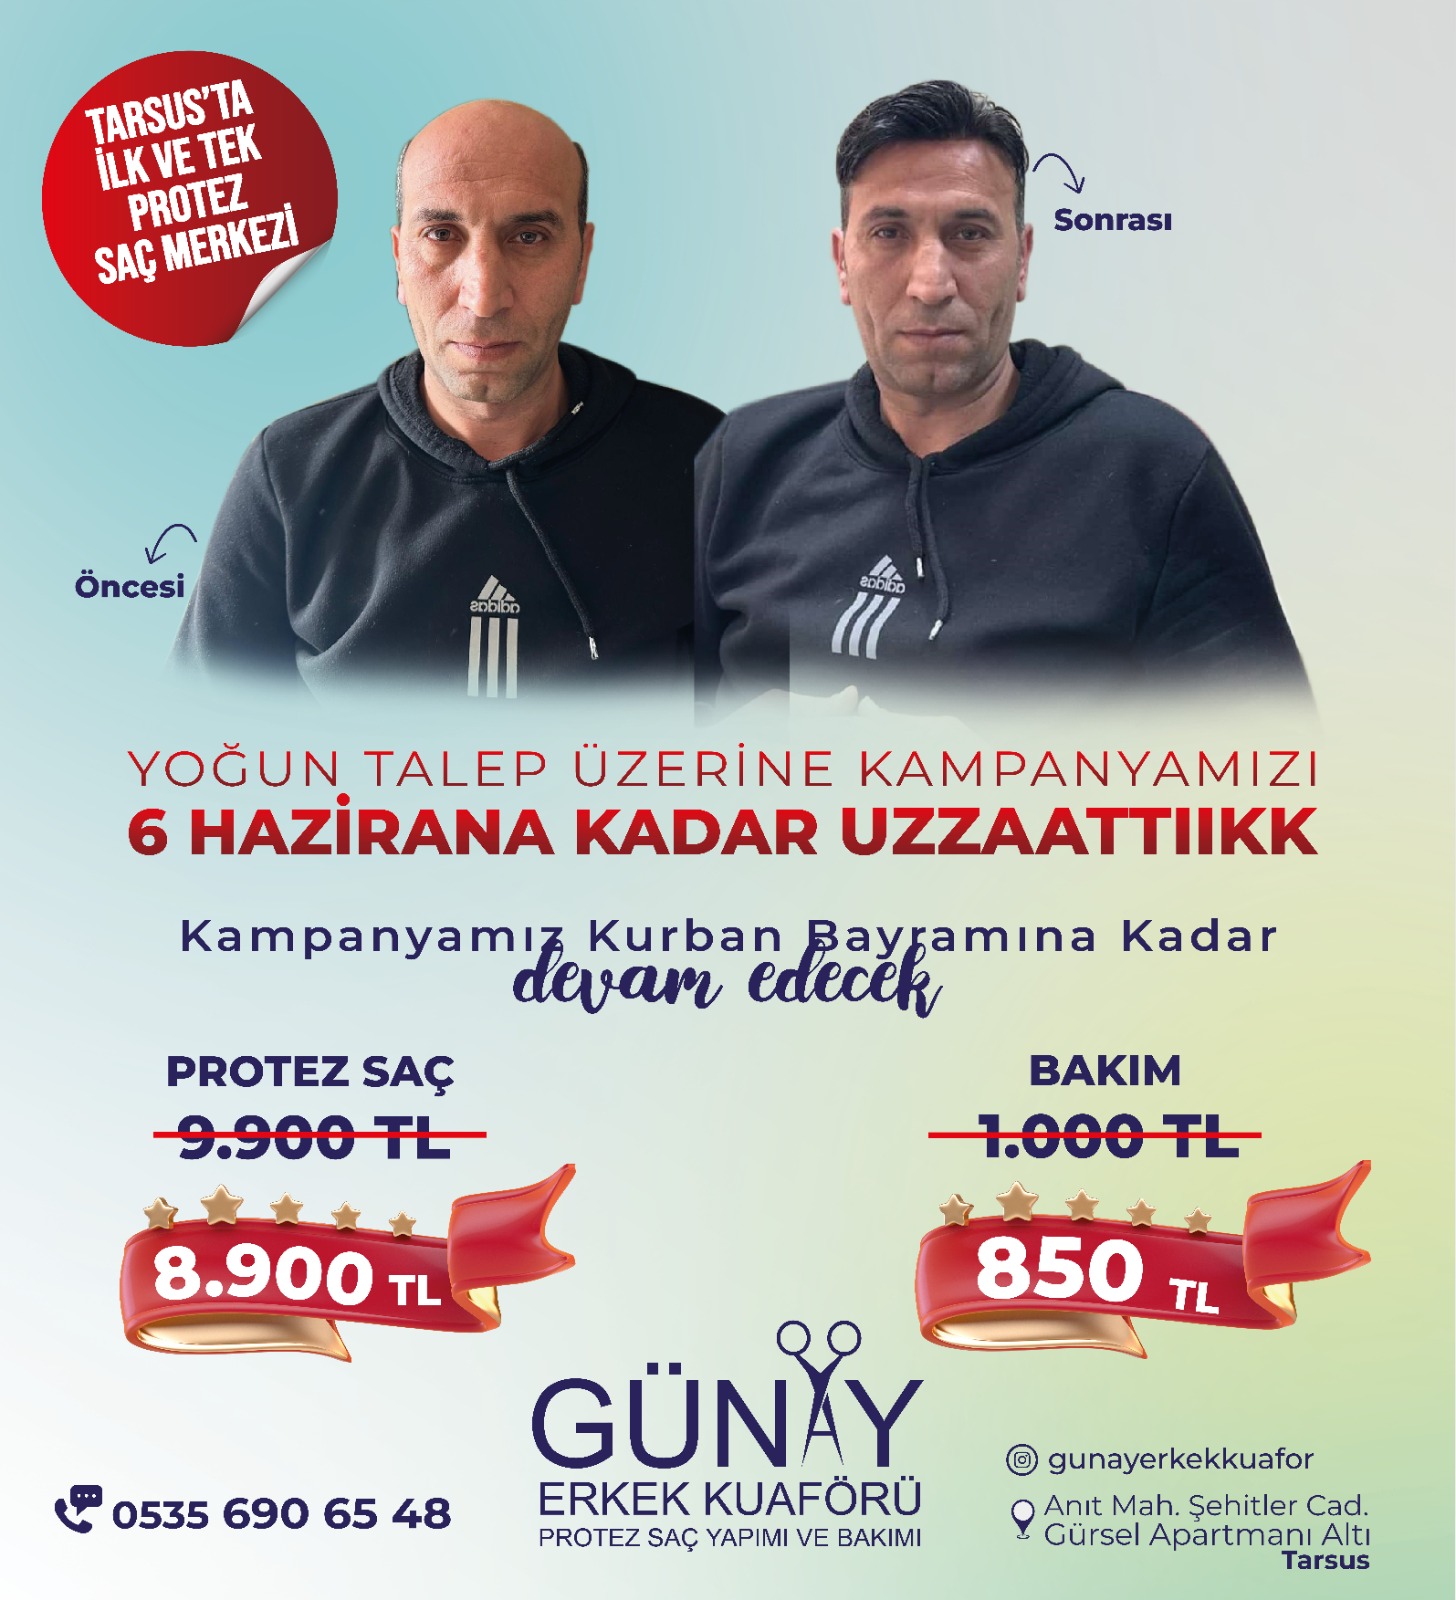 TARSUS'TA
İLK VE TEK
PROTEZ
SAÇ MERKEZİ
Sonrası
Öncesi
adidas
adidas
YOĞUN TALEP ÜZERİNE KAMPANYAMIZI
6 HAZİRANA KADAR UZZAATTIIKK
Kampanyamız Kurban Bayramına Kadar
devam edecek
PROTEZ SAÇ
9.900 TL
8.900 TL
BAKIM
1.000 TL
850 TL
GÜNAY
ERKEK KUAFÖRÜ
PROTEZ SAÇ YAPIMI VE BAKIMI
0535 690 65 48
gunayerkekkuafor
Anıt Mah. Şehitler Cad.
Gürsel Apartmanı Altı
Tarsus